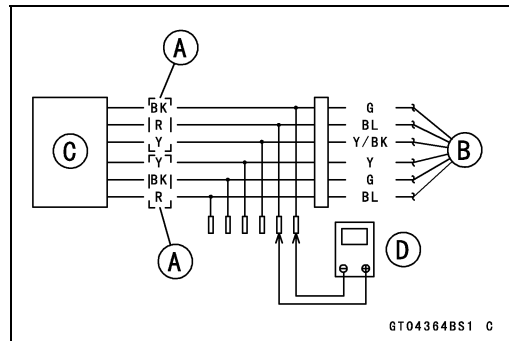 A
BK G
R BL
Y Y/BK
C B
Y Y
BK G
R BL
A
D
GT04364BS1 C